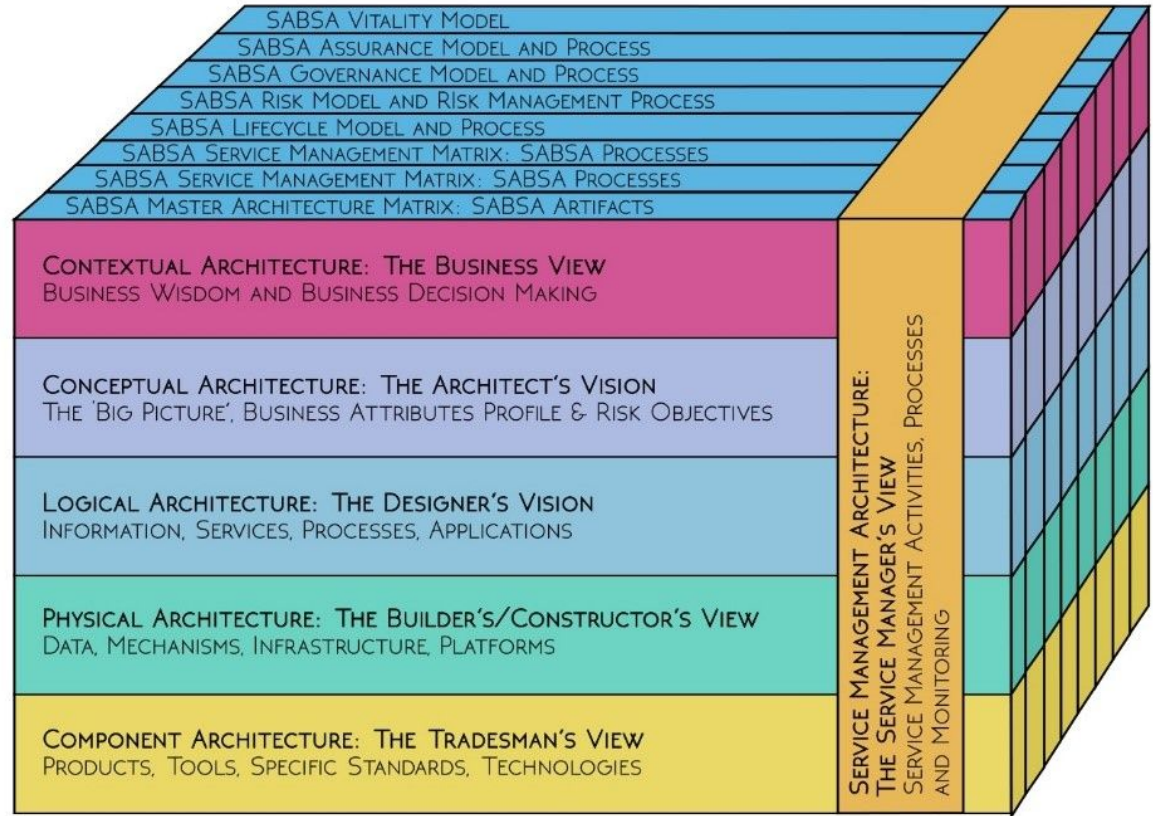 SABSA Vitality Model
SABSA Assurance Model and Process
SABSA Governance Model and Process
SABSA Risk Model and RIsk Management Process
SABSA Lifecycle Model and Process
SABSA Service Management Matrix: SABSA Processes
SABSA Service Management Matrix: SABSA Processes
SABSA Master Architecture Matrix: SABSA Artifacts
Contextual Architecture: The Business View
Business Wisdom and Business Decision Making
Conceptual Architecture: The Architect's Vision
The 'Big Picture', Business Attributes Profile & Risk Objectives
Logical Architecture: The Designer's Vision
Information, Services, Processes, Applications
Physical Architecture: The Builder's/Constructor's View
Data, Mechanisms, Infrastructure, Platforms
Component Architecture: The Tradesman's View
Products, Tools, Specific Standards, Technologies
Service Management Architecture:
The Service Manager's View
Service Management Activities, Processes
and Monitoring